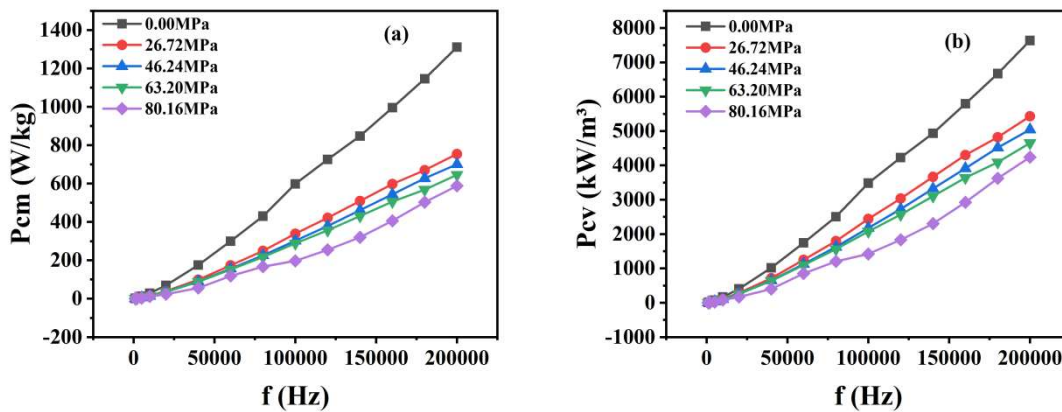 (a)
0.00MPa
26.72MPa
46.24MPa
63.20MPa
80.16MPa
1400
1200
1000
800
600
400
200
0
-200
Pcm (W/kg)
0 50000 100000 150000 200000
f (Hz)
(b)
0.00MPa
26.72MPa
46.24MPa
63.20MPa
80.16MPa
8000
7000
6000
5000
4000
3000
2000
1000
0
-1000
Pcv (kW/m³)
0 50000 100000 150000 200000
f (Hz)